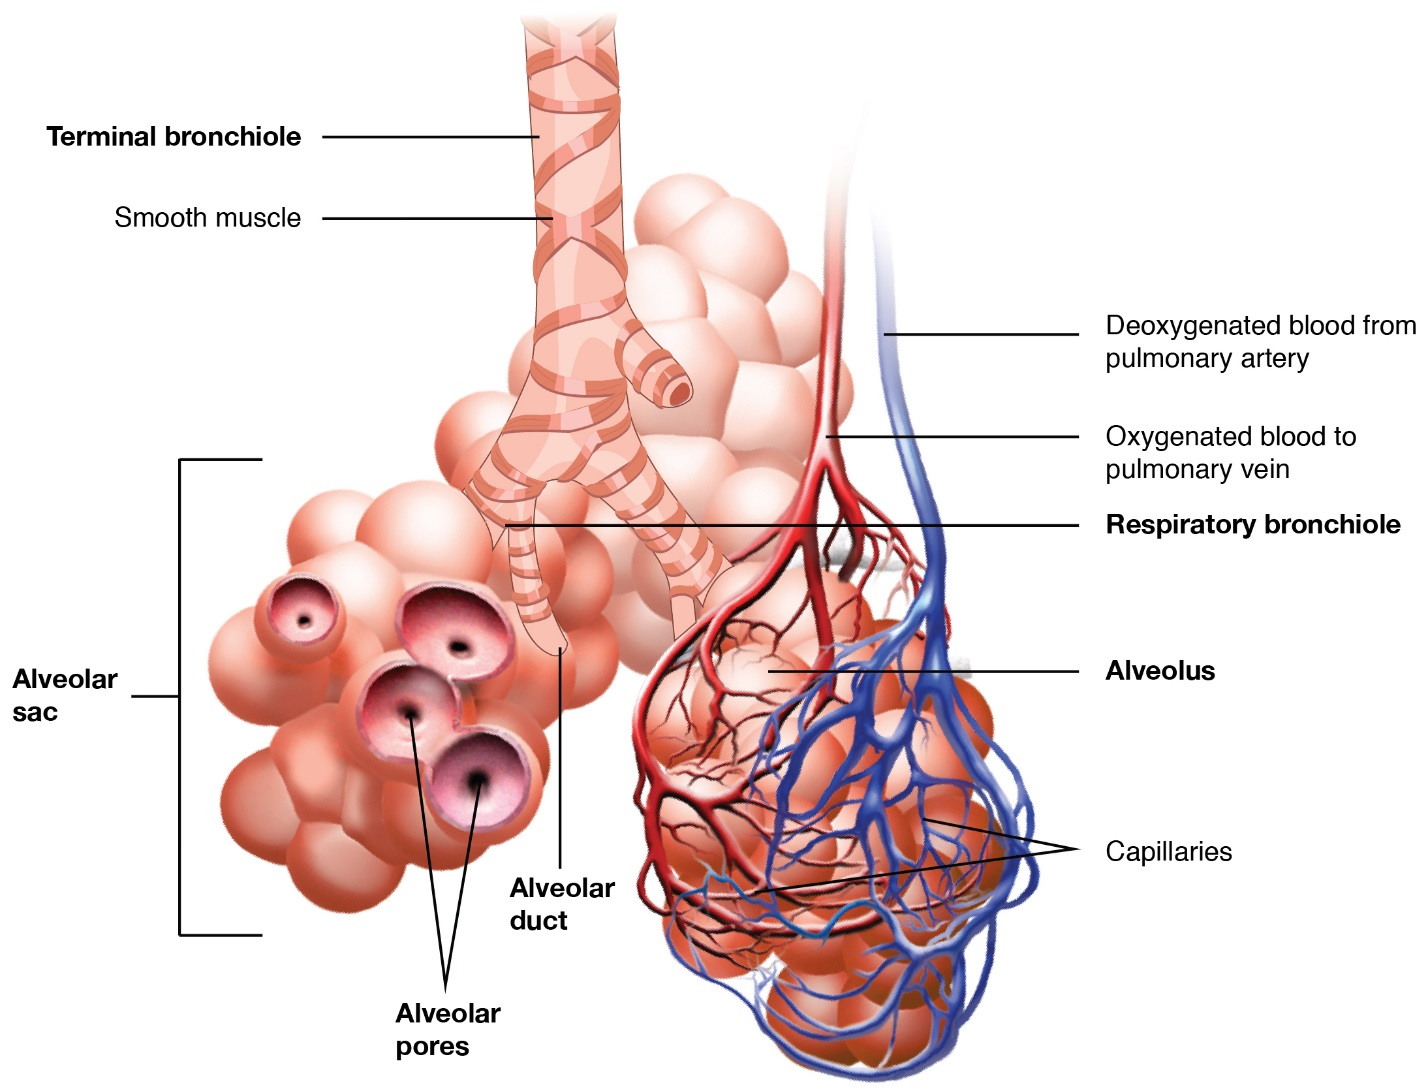 Terminal bronchiole
Smooth muscle
Deoxygenated blood from
pulmonary artery
Oxygenated blood to
pulmonary vein
Respiratory bronchiole
Alveolar
sac
Alveolus
Capillaries
Alveolar
duct
Alveolar
pores